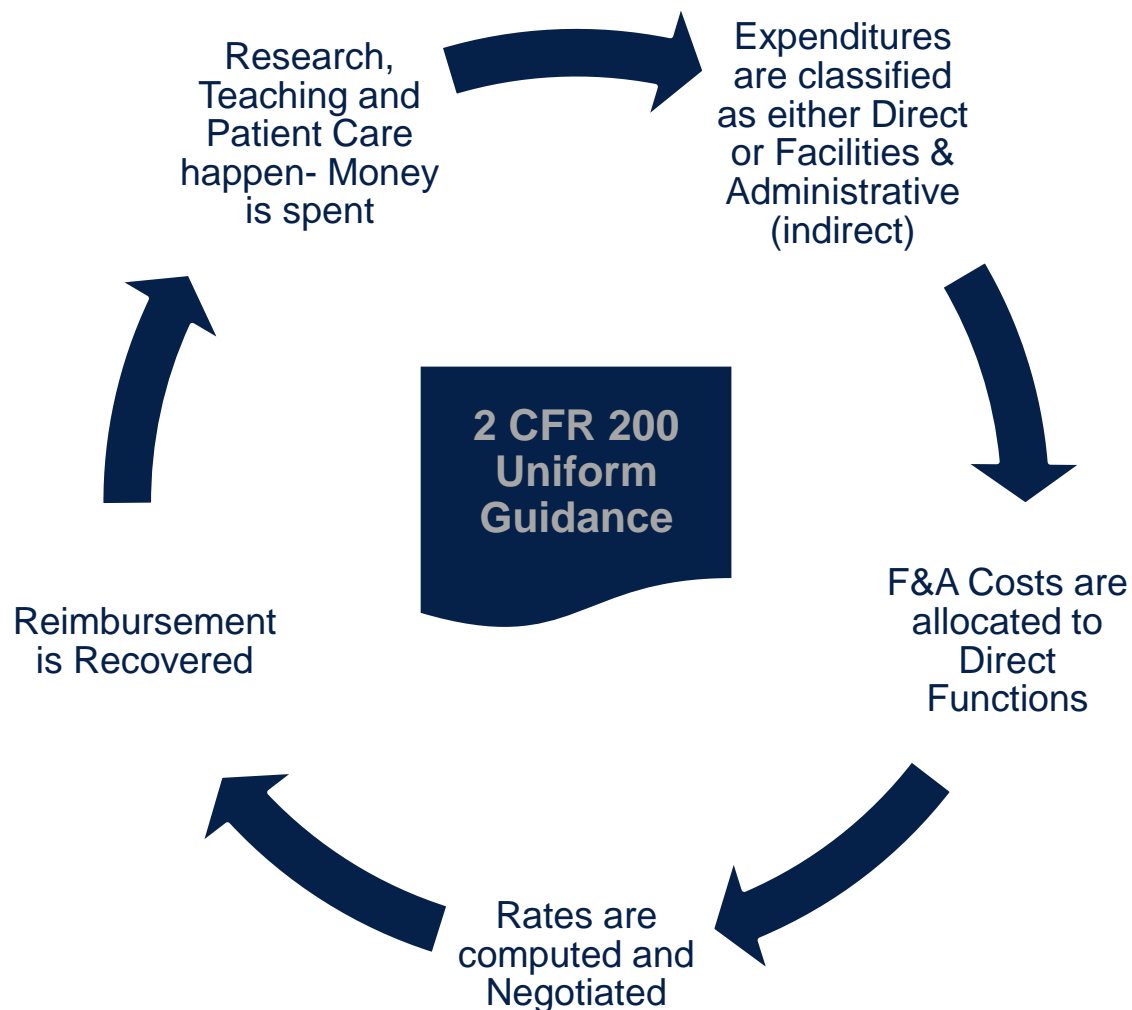 Research,
Teaching and
Patient Care
happen- Money
is spent
Expenditures
are classified
as either Direct
or Facilities &
Administrative
(indirect)
F&A Costs are
allocated to
Direct
Functions
Rates are
computed and
Negotiated
Reimbursement
is Recovered
2 CFR 200
Uniform
Guidance